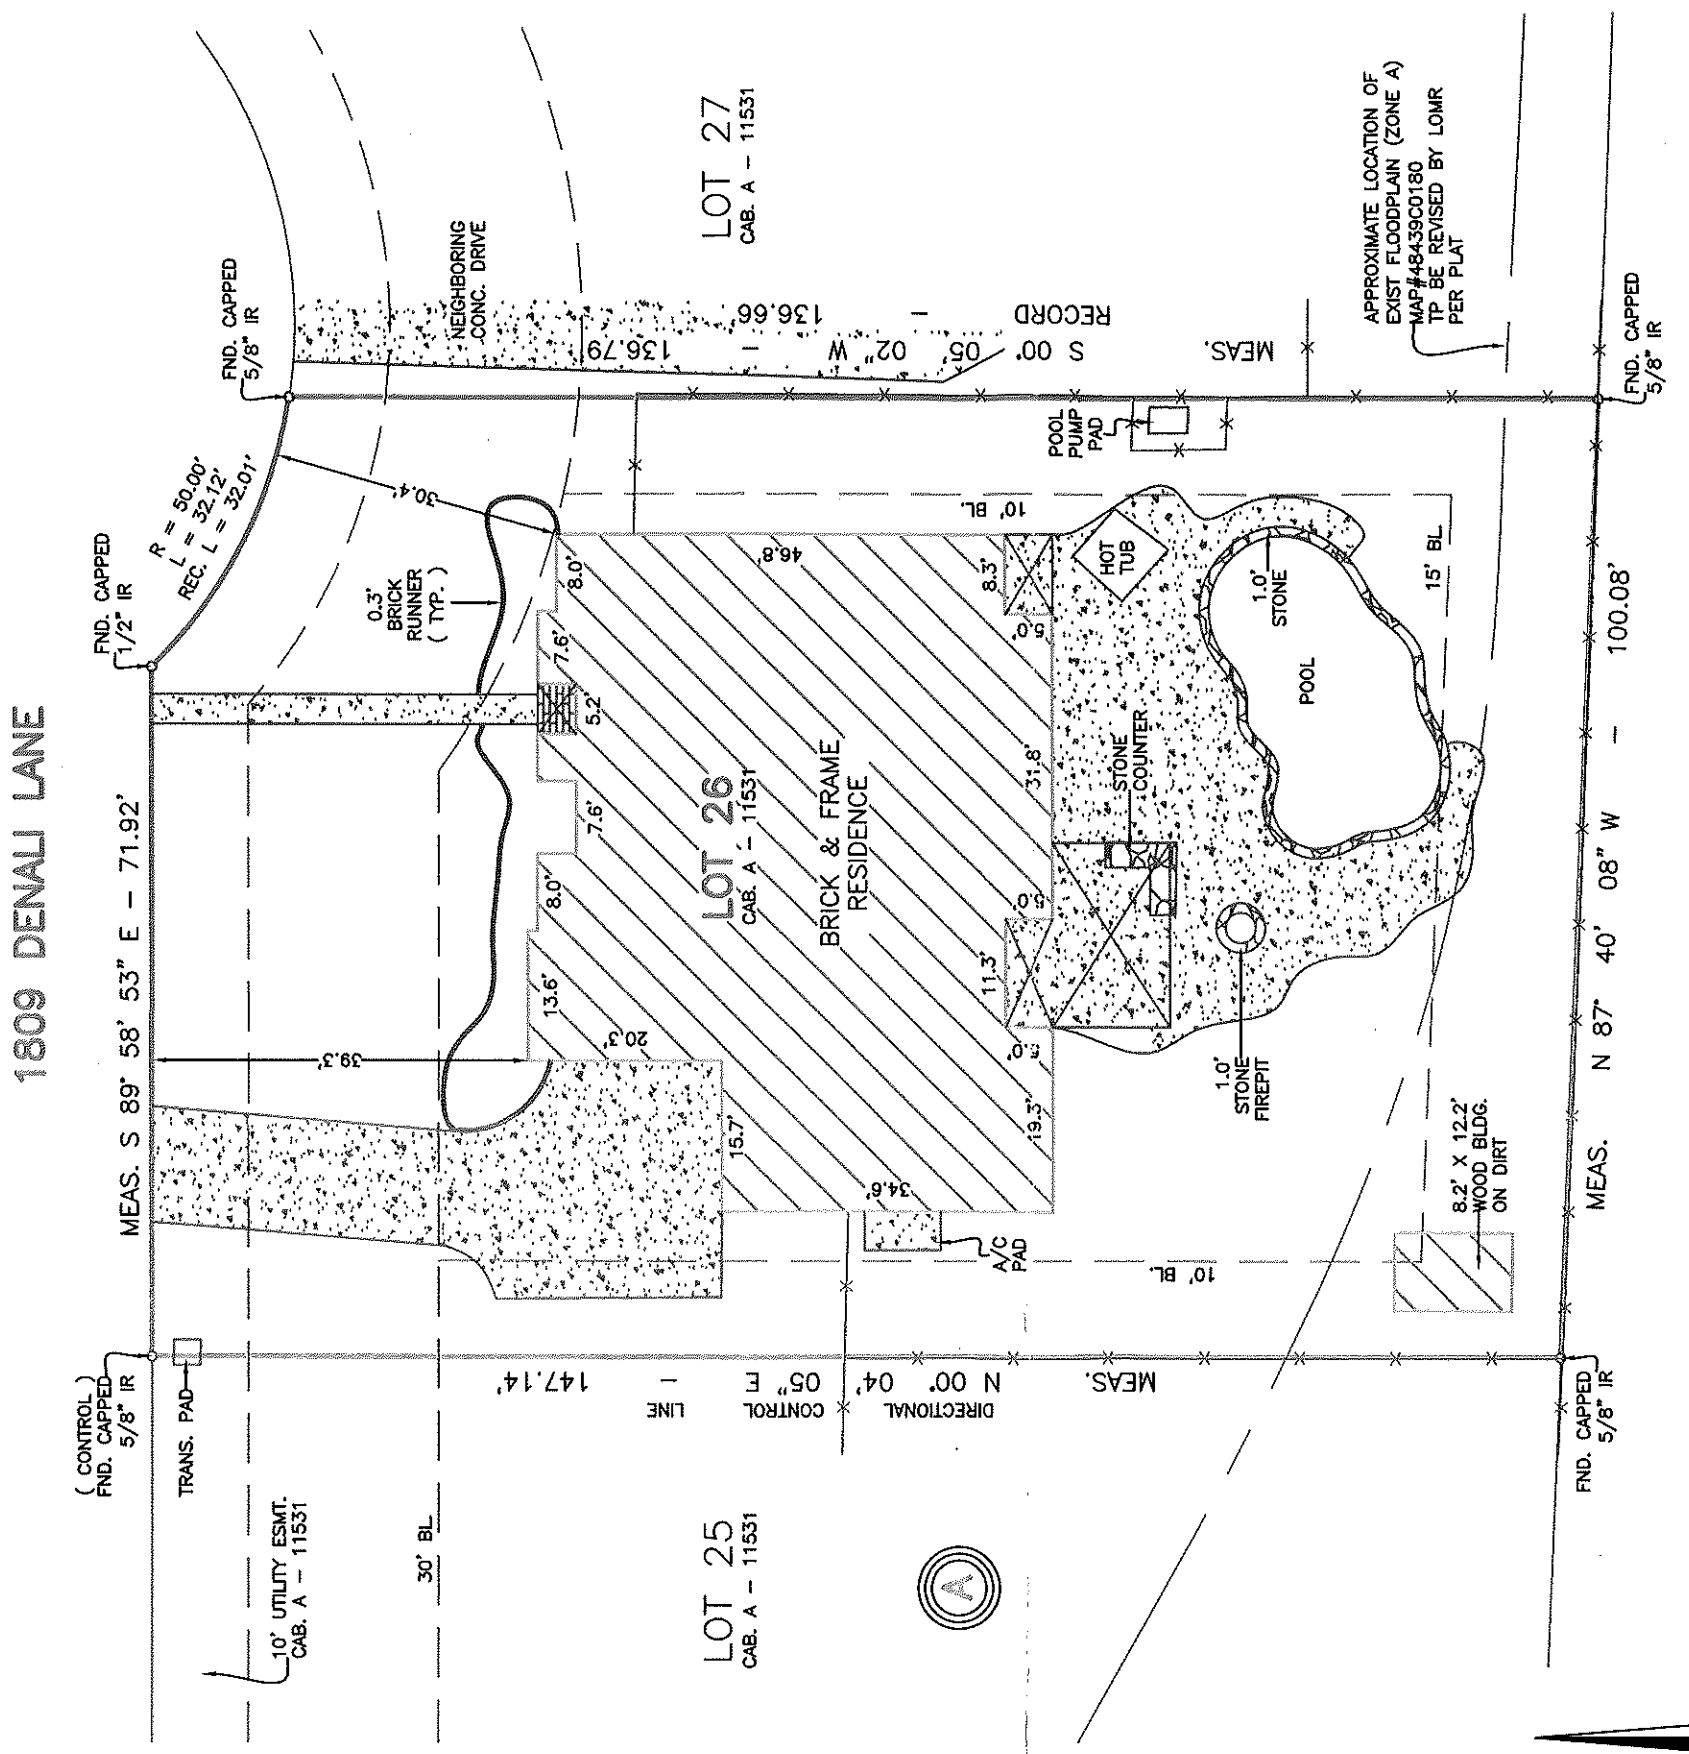 1809 DENALI LANE
( CONTROL )
FND. CAPPED
5/8" IR
TRANS. PAD
10' UTILITY ESMT.
CAB. A - 11531
30' BL
LOT 25
CAB. A - 11531
A
MEAS. S 89° 58' 53" E - 71.92'
FND. CAPPED
1/2" IR
R = 50.00'
L = 32.12'
REC. L = 32.01'
FND. CAPPED
5/8" IR
NEIGHBORING
CONC. DRIVE
LOT 27
CAB. A - 11531
RECORD - 136.66
MEAS. S 00° 05' 02" W - 136.79'
APPROXIMATE LOCATION OF
EXIST FLOODPLAIN (ZONE A)
MAP#48439C0180
TP BE REVISED BY LOMR
PER PLAT
FND. CAPED
5/8" IR
39.3'
30.4'
0.3'
BRICK
RUNNER
( TYP. )
8.0'
7.6'
5.2'
7.6'
8.0'
13.6'
20.3'
15.7'
34.6'
46.8'
LOT 26
CAB. A - 11531
BRICK & FRAME
RESIDENCE
8.3'
5.0'
31.8'
5.0'
11.3'
5.0'
19.3'
10' BL.
POOL
PUMP
PAD
HOT
TUB
1.0'
STONE
POOL
STONE
COUNTER
1.0'
STONE
FIREPIT
15' BL
10' BL.
A/C
PAD
8.2' X 12.2'
WOOD BLDG.
ON DIRT
MEAS. N 00° 04' 05" E - 147.14'
DIRECTIONAL CONTROL LINE
MEAS. N 87° 40' 08" W - 100.08'
FND. CAPPED
5/8" IR